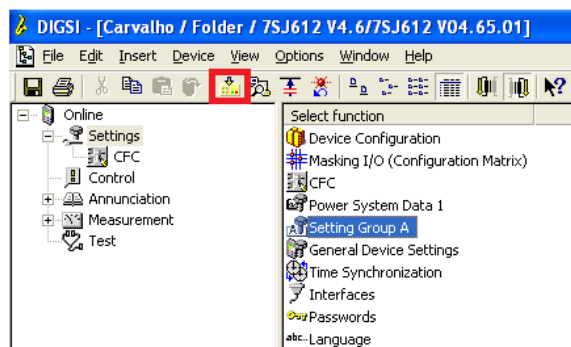 DIGSI - [Carvalho / Folder / 7SJ612 V4.6/7SJ612 V04.65.01]
File Edit Insert Device View Options Window Help
Online
Settings
CFC
Control
Annunciation
Measurement
Test
Select function
Device Configuration
Masking I/O (Configuration Matrix)
CFC
Power System Data 1
Setting Group A
General Device Settings
Time Synchronization
Interfaces
Passwords
abc.. Language